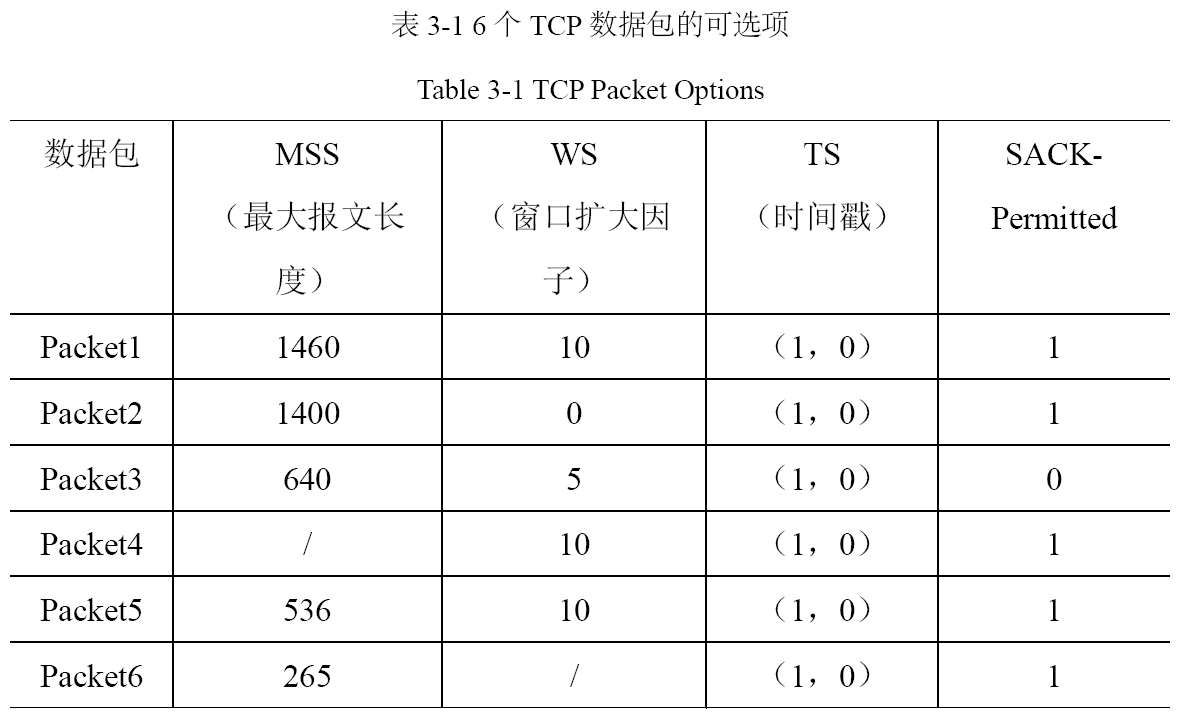 表 3-1 6 个 TCP 数据包的可选项
Table 3-1 TCP Packet Options
数据包 MSS WS TS SACK-
（最大报文长 （窗口扩大因 （时间戳） Permitted
度） 子）
Packet1 1460 10 （1，0） 1
Packet2 1400 0 （1，0） 1
Packet3 640 5 （1，0） 0
Packet4 / 10 （1，0） 1
Packet5 536 10 （1，0） 1
Packet6 265 / （1，0） 1